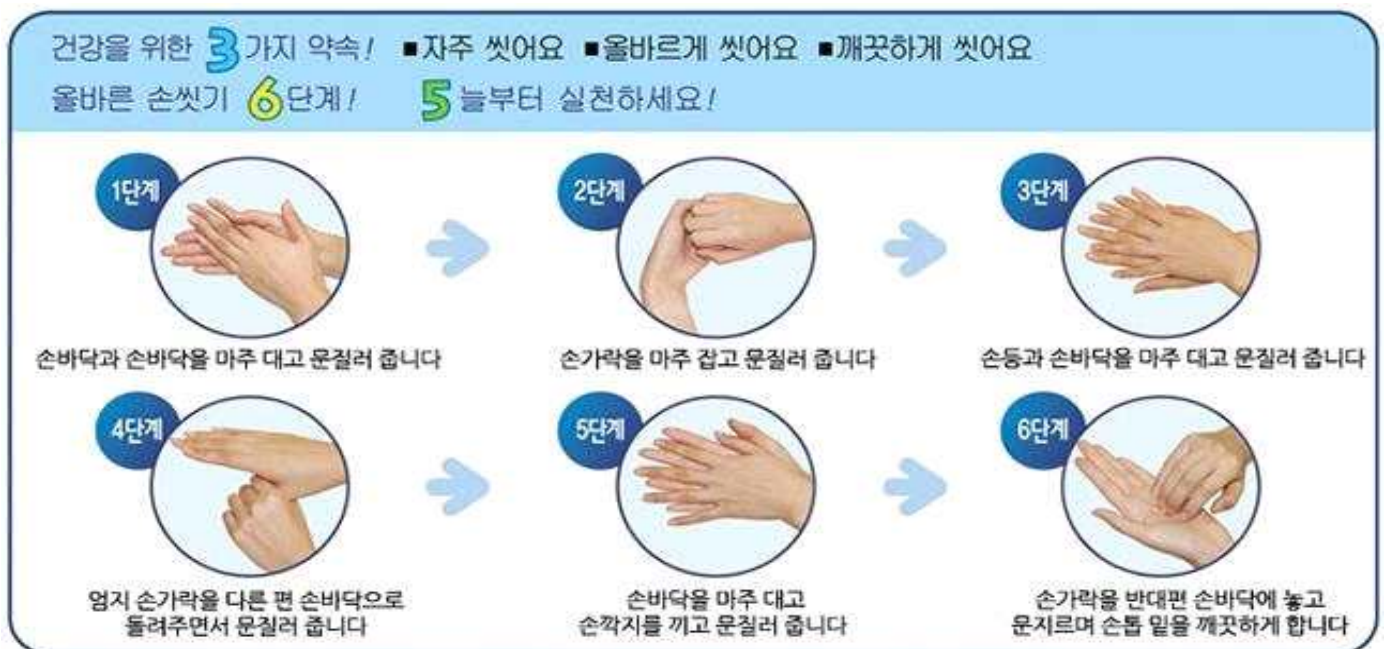 건강을 위한 3가지 약속! ■자주 씻어요 ■올바르게 씻어요 ■깨끗하게 씻어요
올바른 손씻기 6단계! 5늘부터 실천하세요!
1단계
손바닥과 손바닥을 마주 대고 문질러 줍니다
2단계
손가락을 마주 잡고 문질러 줍니다
3단계
손등과 손바닥을 마주 대고 문질러 줍니다
4단계
엄지 손가락을 다른 편 손바닥으로
돌려주면서 문질러 줍니다
5단계
손바닥을 마주 대고
손깍지를 끼고 문질러 줍니다
6단계
손가락을 반대편 손바닥에 놓고
문지르며 손톱 밑을 깨끗하게 합니다